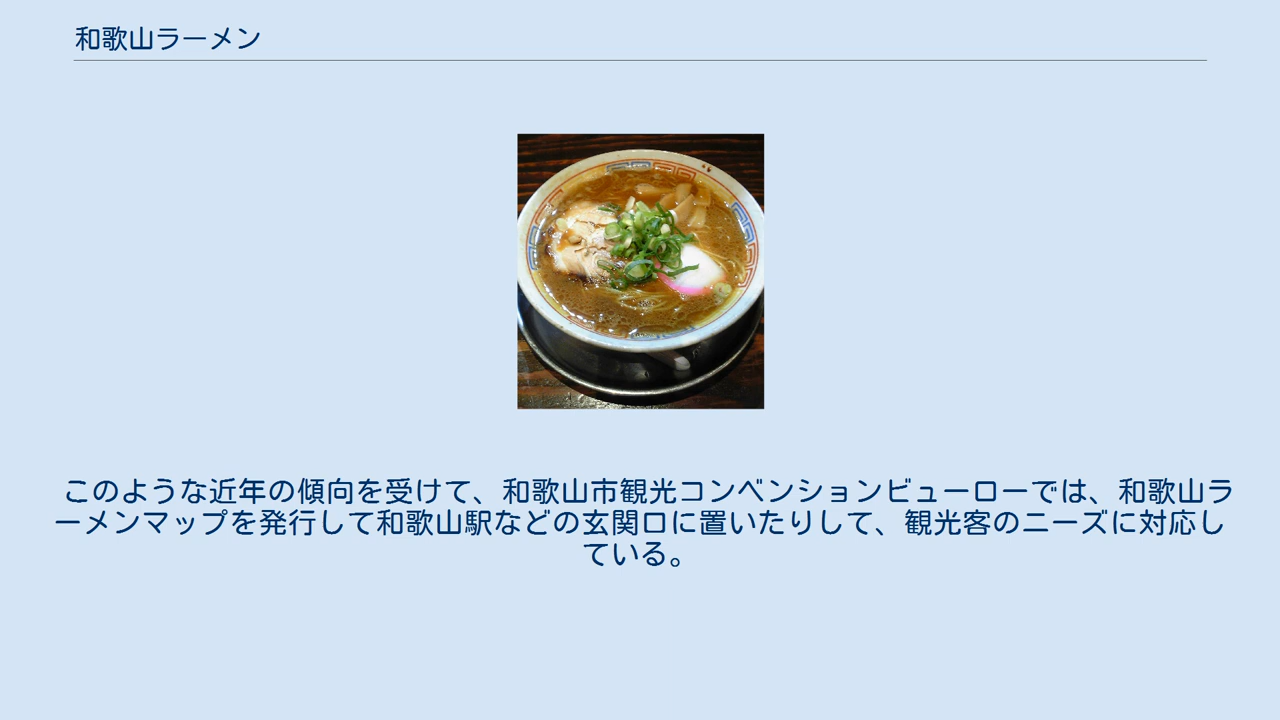 和歌山ラーメン
このような近年の傾向を受けて、和歌山市観光コンベンションビューローでは、和歌山ラ
ーメンマップを発行して和歌山駅などの玄関口に置いたりして、観光客のニーズに対応し
ている。